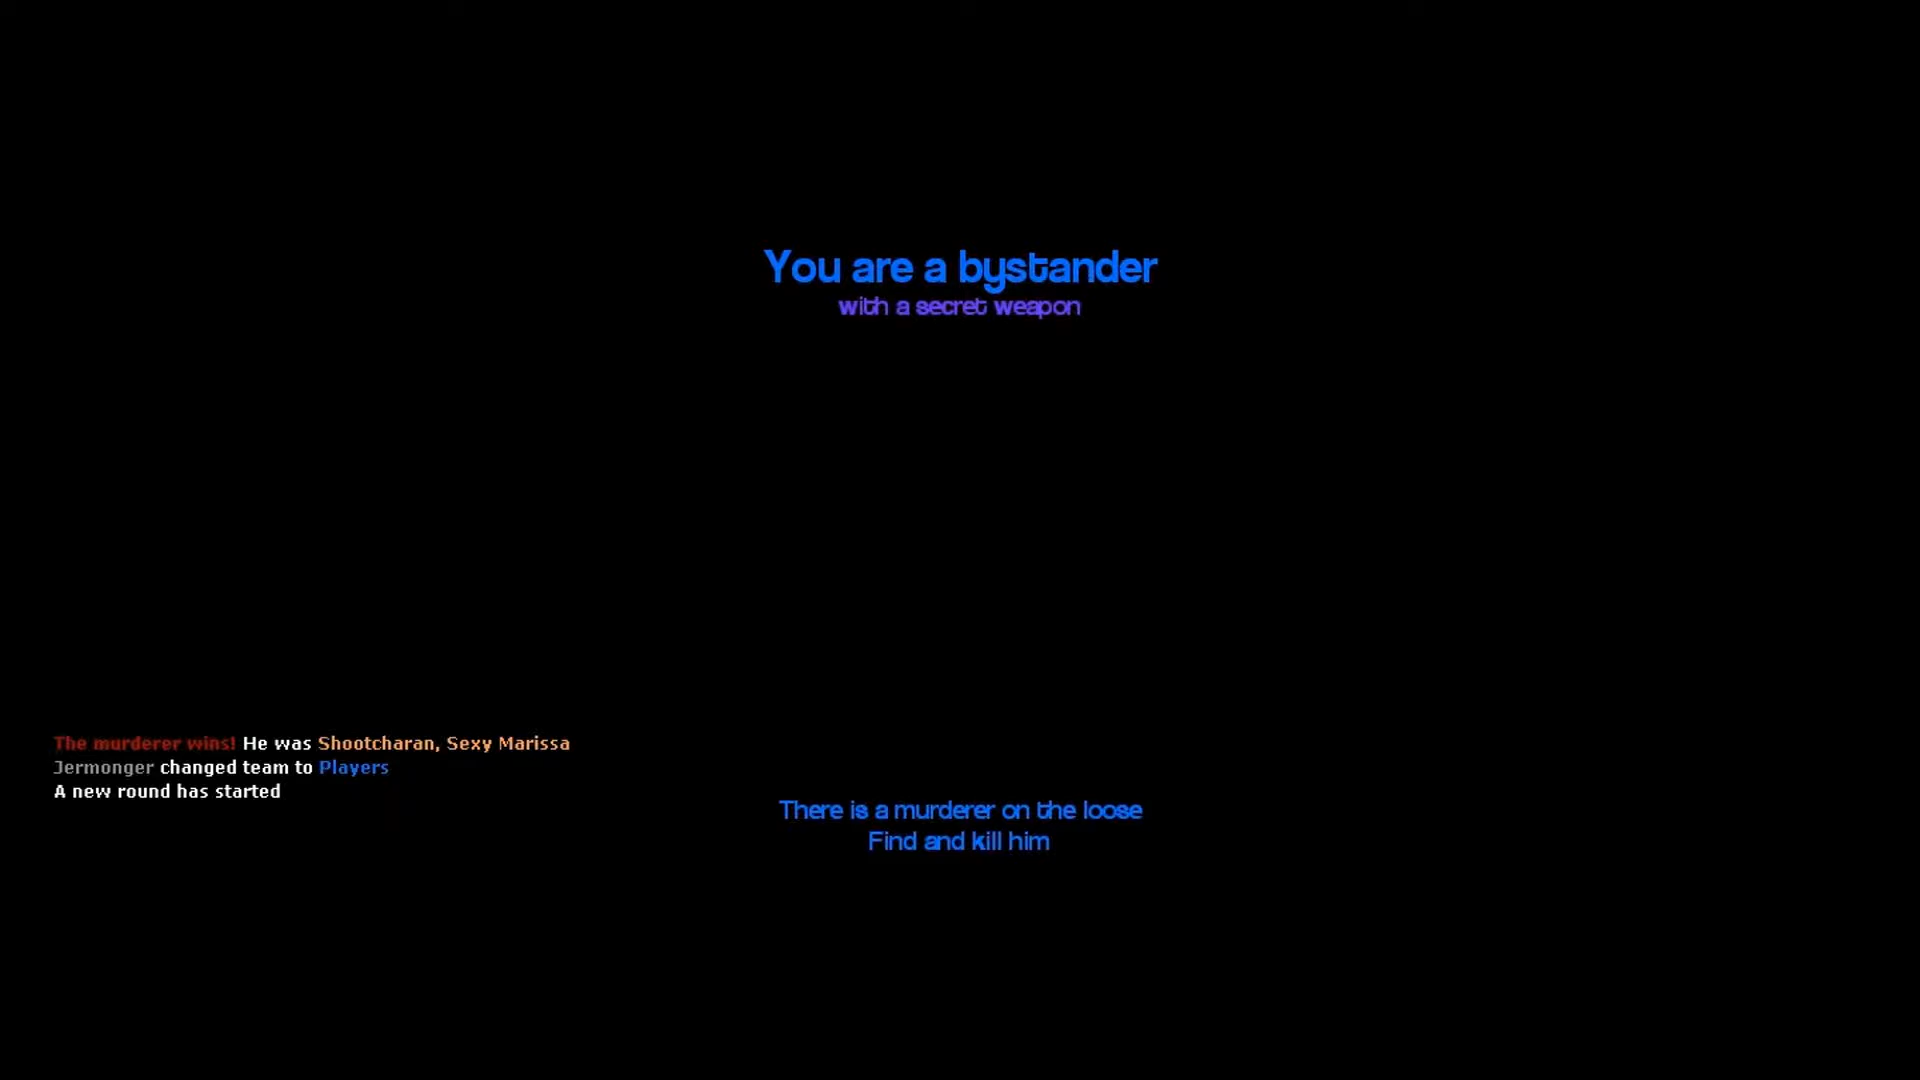 You are a bystander
with a secret weapon
The murderer wins! He was Shootcharan, Sexy Marissa
Jermonger changed team to Players
A new round has started
There is a murderer on the loose
Find and kill him